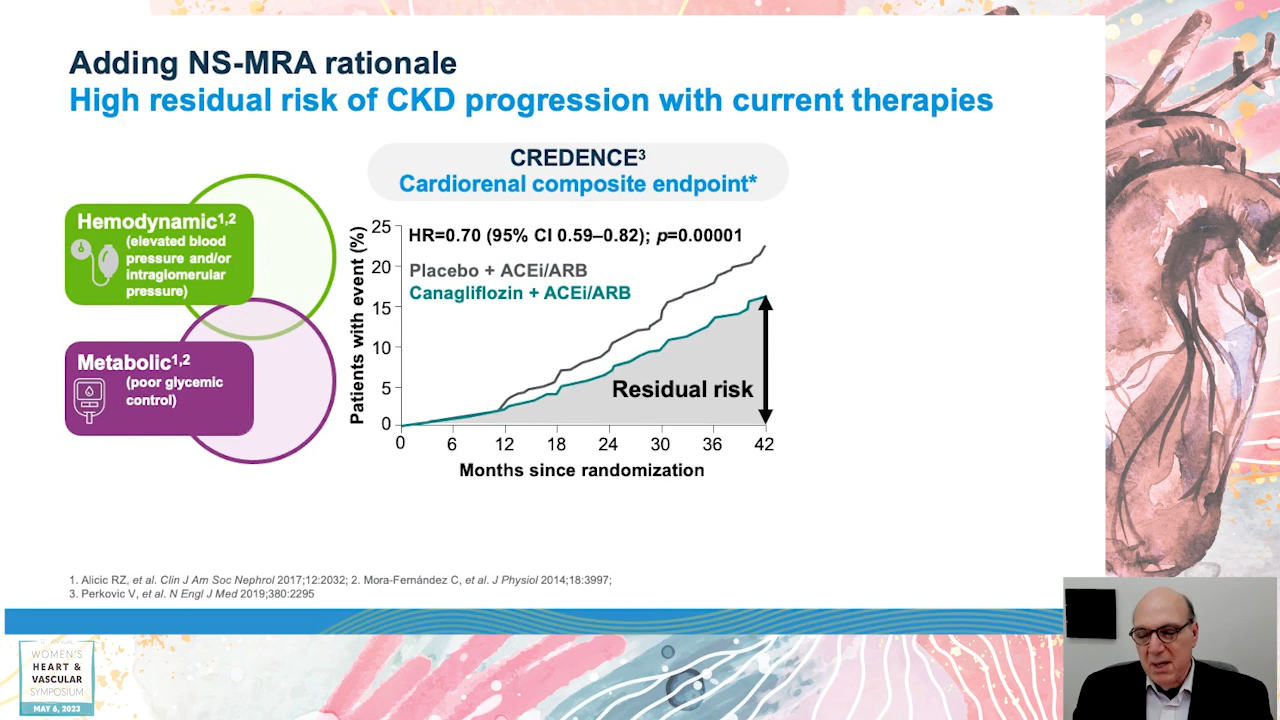 Adding NS-MRA rationale
High residual risk of CKD progression with current therapies
CREDENCE³
Cardiorenal composite endpoint*
Hemodynamic¹,²
(elevated blood
pressure and/or
intraglomerular
pressure)
Metabolic¹,²
(poor glycemic
control)
Patients with event (%)
25
20
15
10
5
0
HR=0.70 (95% CI 0.59–0.82); p=0.00001
Placebo + ACEi/ARB
Canagliflozin + ACEi/ARB
Residual risk
0 6 12 18 24 30 36 42
Months since randomization
1. Alicic RZ, et al. Clin J Am Soc Nephrol 2017;12:2032; 2. Mora-Fernández C, et al. J Physiol 2014;18:3997;
3. Perkovic V, et al. N Engl J Med 2019;380:2295
WOMEN'S
HEART &
VASCULAR
SYMPOSIUM
MAY 6, 2023